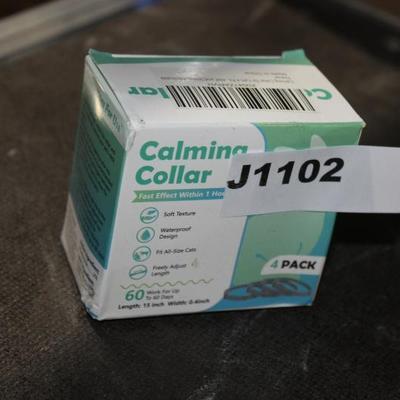 Calming
Collar
J1102
Fast Effect Within 1
Soft Texture
Waterproof
Design
Fit All-Size Cats
Freely Adjust
Length
4 PACK
60 Work For Up
To 60 Days
Length: 15 inch Width: 0.4inch